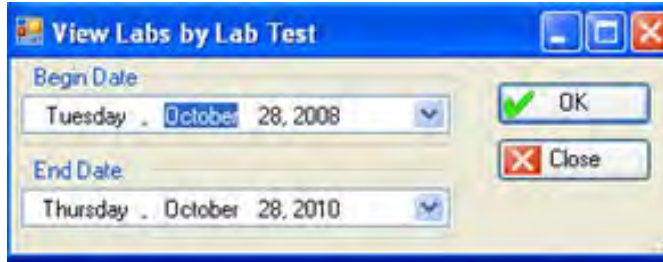 View Labs by Lab Test
Begin Date
Tuesday , October 28, 2008
OK
End Date
Thursday , October 28, 2010
Close